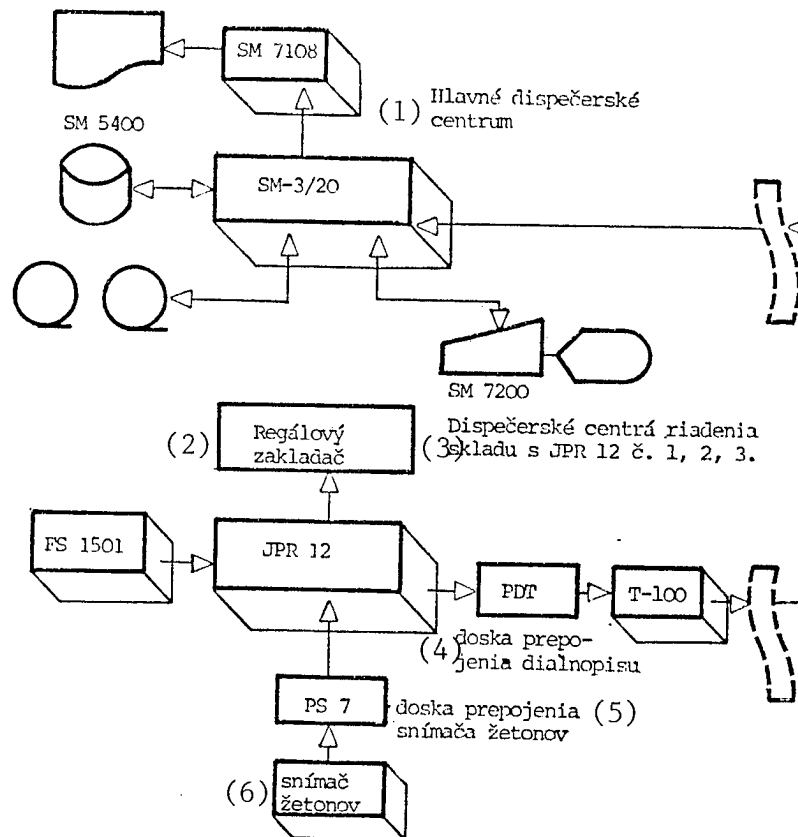 SM 7108
(1) Hlavné dispečerské
centrum
SM 5400
SM-3/20
SM 7200
(2) Regálový
zakladač
(3) Dispečerské centrá riadenia
skladu s JPR 12 č. 1, 2, 3.
FS 1501
JPR 12
PDT
T-100
(4) doska prepo-
jenia dialnopisu
PS 7
doska prepojenia (5)
snímača žetonov
(6) snímač
žetonov